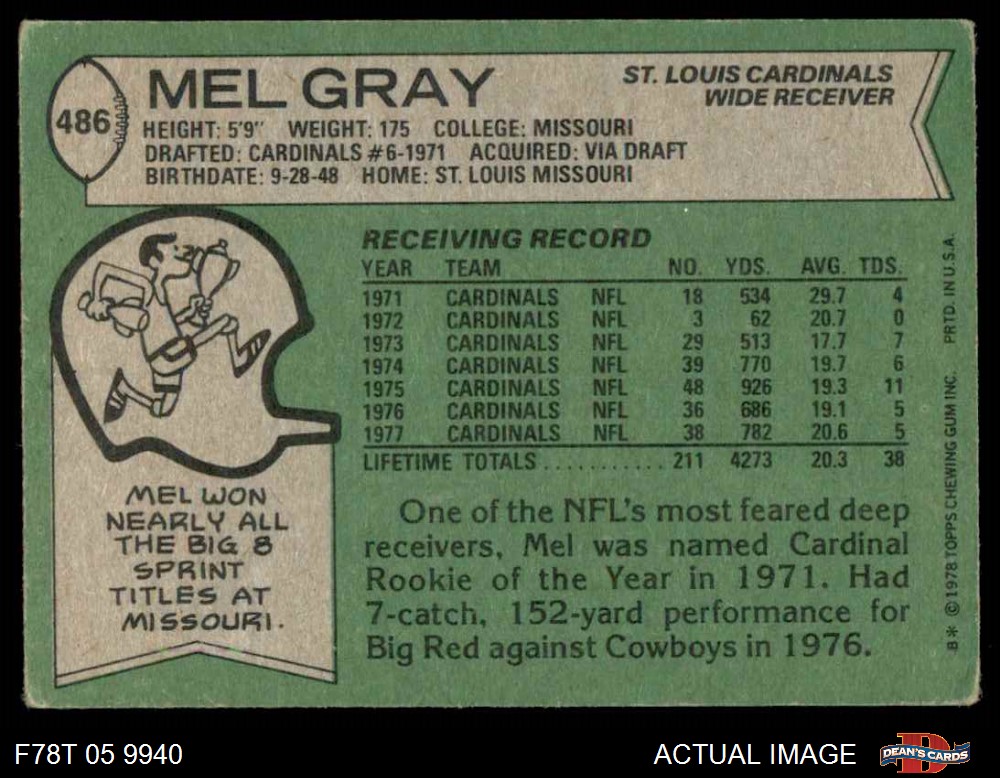 486
MEL GRAY
ST. LOUIS CARDINALS
WIDE RECEIVER
HEIGHT: 5'9" WEIGHT: 175 COLLEGE: MISSOURI
DRAFTED: CARDINALS #6-1971 ACQUIRED: VIA DRAFT
BIRTHDATE: 9-28-48 HOME: ST. LOUIS MISSOURI
RECEIVING RECORD
YEAR TEAM NO. YDS. AVG. TDS.
1971 CARDINALS NFL 18 534 29.7 4
1972 CARDINALS NFL 3 62 20.7 0
1973 CARDINALS NFL 29 513 17.7 7
1974 CARDINALS NFL 39 770 19.7 6
1975 CARDINALS NFL 48 926 19.3 11
1976 CARDINALS NFL 36 686 19.1 5
1977 CARDINALS NFL 38 782 20.6 5
LIFETIME TOTALS........... 211 4273 20.3 38
MEL WON
NEARLY ALL
THE BIG 8
SPRINT
TITLES AT
MISSOURI.
One of the NFL's most feared deep
receivers, Mel was named Cardinal
Rookie of the Year in 1971. Had
7-catch, 152-yard performance for
Big Red against Cowboys in 1976.
B* © 1978 TOPPS CHEWING GUM INC. PRTD. IN U.S.A.
F78T 05 9940
ACTUAL IMAGE
D
DEAN'S CARDS